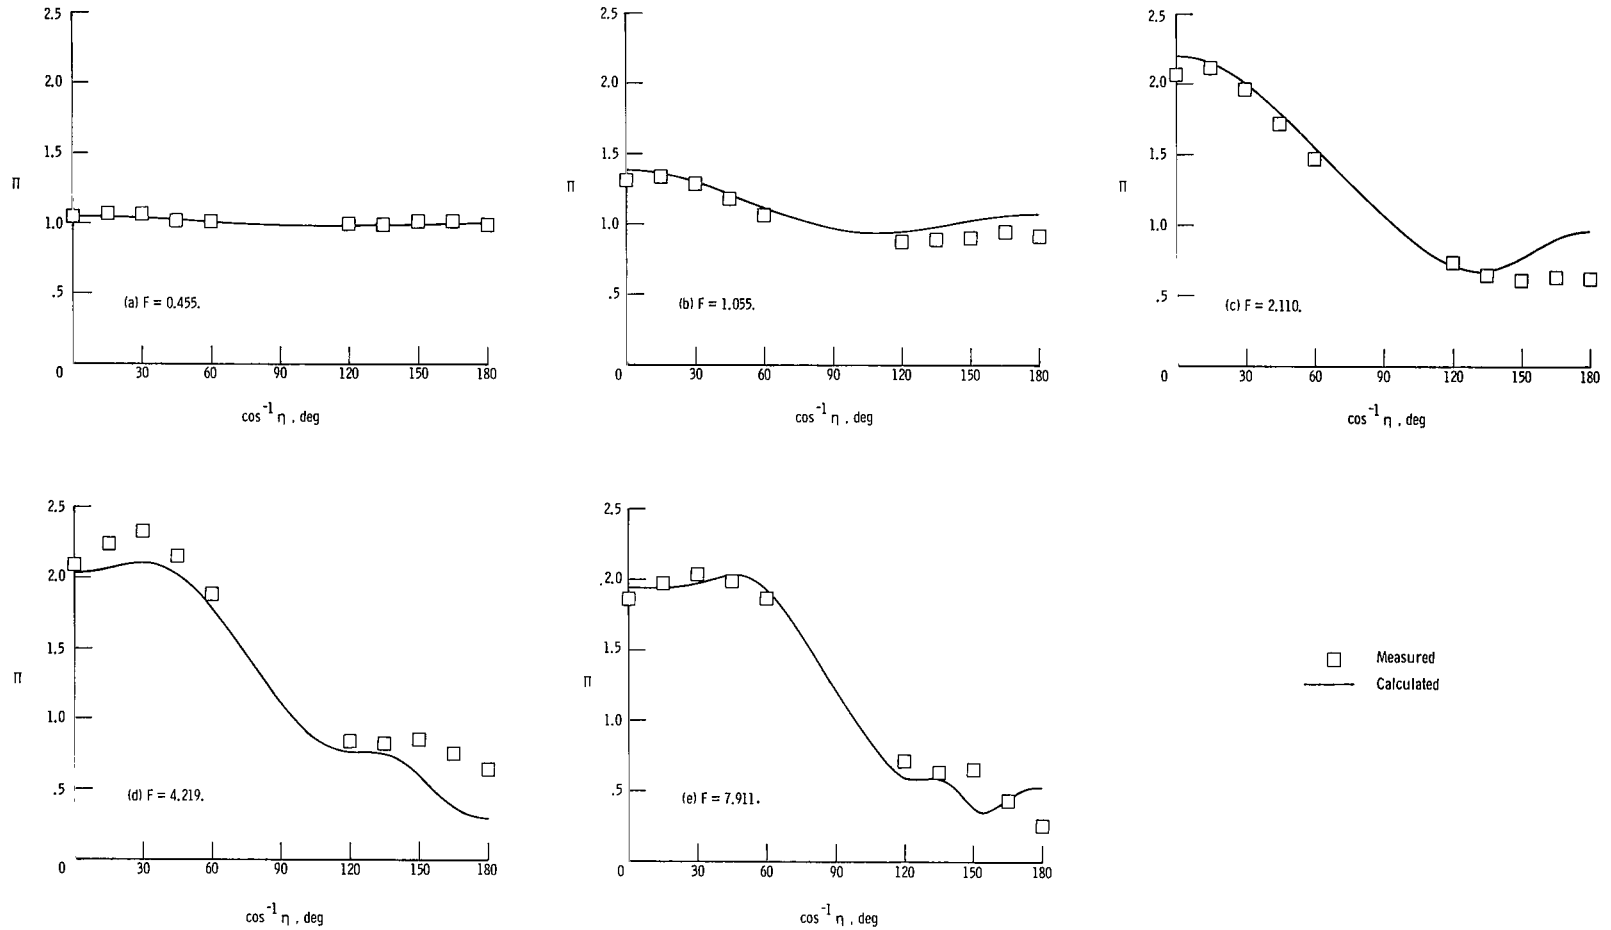 2.5
2.0
1.5
Π
1.0
.5
(a) F = 0.455.
0 30 60 90 120 150 180
cos⁻¹ η , deg
2.5
2.0
1.5
Π
1.0
.5
(b) F = 1.055.
0 30 60 90 120 150 180
cos⁻¹ η , deg
2.5
2.0
1.5
Π
1.0
.5
(c) F = 2.110.
0 30 60 90 120 150 180
cos⁻¹ η , deg
2.5
2.0
1.5
Π
1.0
.5
(d) F = 4.219.
0 30 60 90 120 150 180
cos⁻¹ η , deg
2.5
2.0
1.5
Π
1.0
.5
(e) F = 7.911.
0 30 60 90 120 150 180
cos⁻¹ η , deg
Measured
Calculated